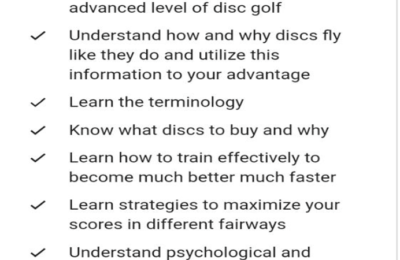 advanced level of disc golf
Understand how and why discs fly
like they do and utilize this
information to your advantage
Learn the terminology
Know what discs to buy and why
Learn how to train effectively to
become much better much faster
Learn strategies to maximize your
scores in different fairways
Understand psychological and